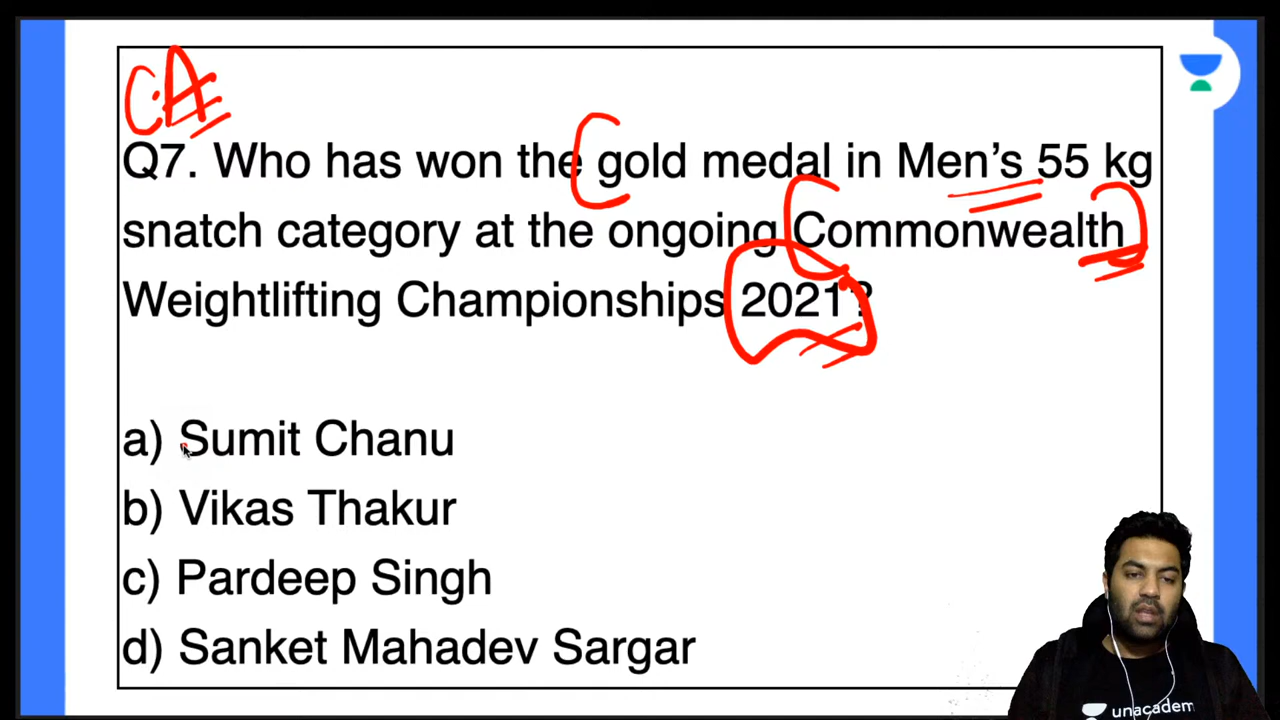 CA
Q7. Who has won the gold medal in Men's 55 kg
snatch category at the ongoing Commonwealth
Weightlifting Championships 2021?
a) Sumit Chanu
b) Vikas Thakur
c) Pardeep Singh
d) Sanket Mahadev Sargar
unacadem